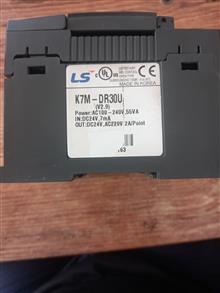 LS
MADE IN KOREA
K7M-DR30U
(V2.9)
Power:AC100-240V,55VA
IN:DC24V,7mA
OUT:DC24V,AC220V 2A/Point
.63